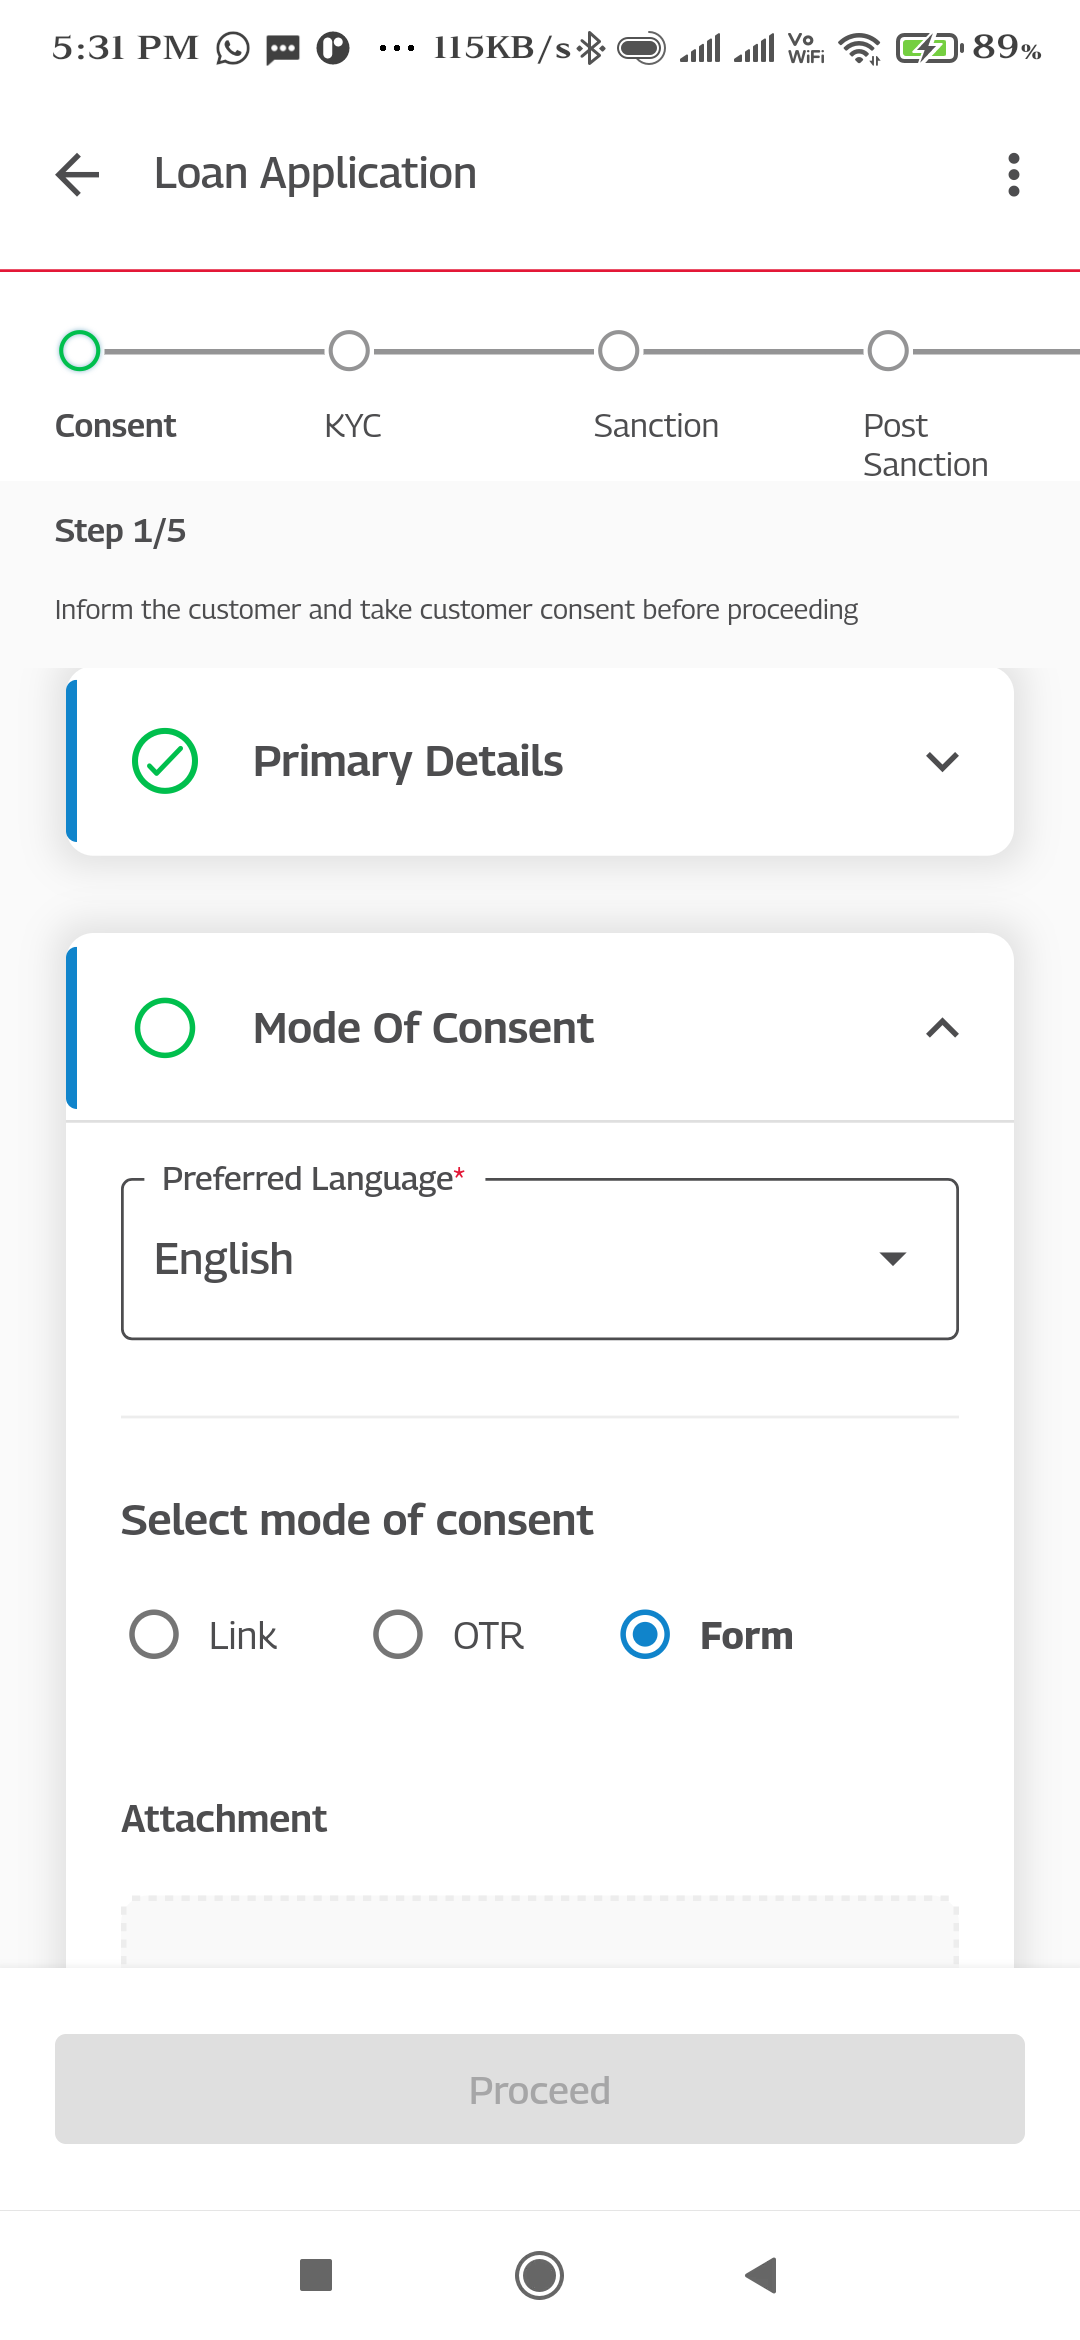 5:31 PM ... 115KB/s Vo WiFi 89%
Loan Application
Consent KYC Sanction Post Sanction
Step 1/5
Inform the customer and take customer consent before proceeding
Primary Details
Mode Of Consent
Preferred Language*
English
Select mode of consent
Link OTR Form
Attachment
Proceed